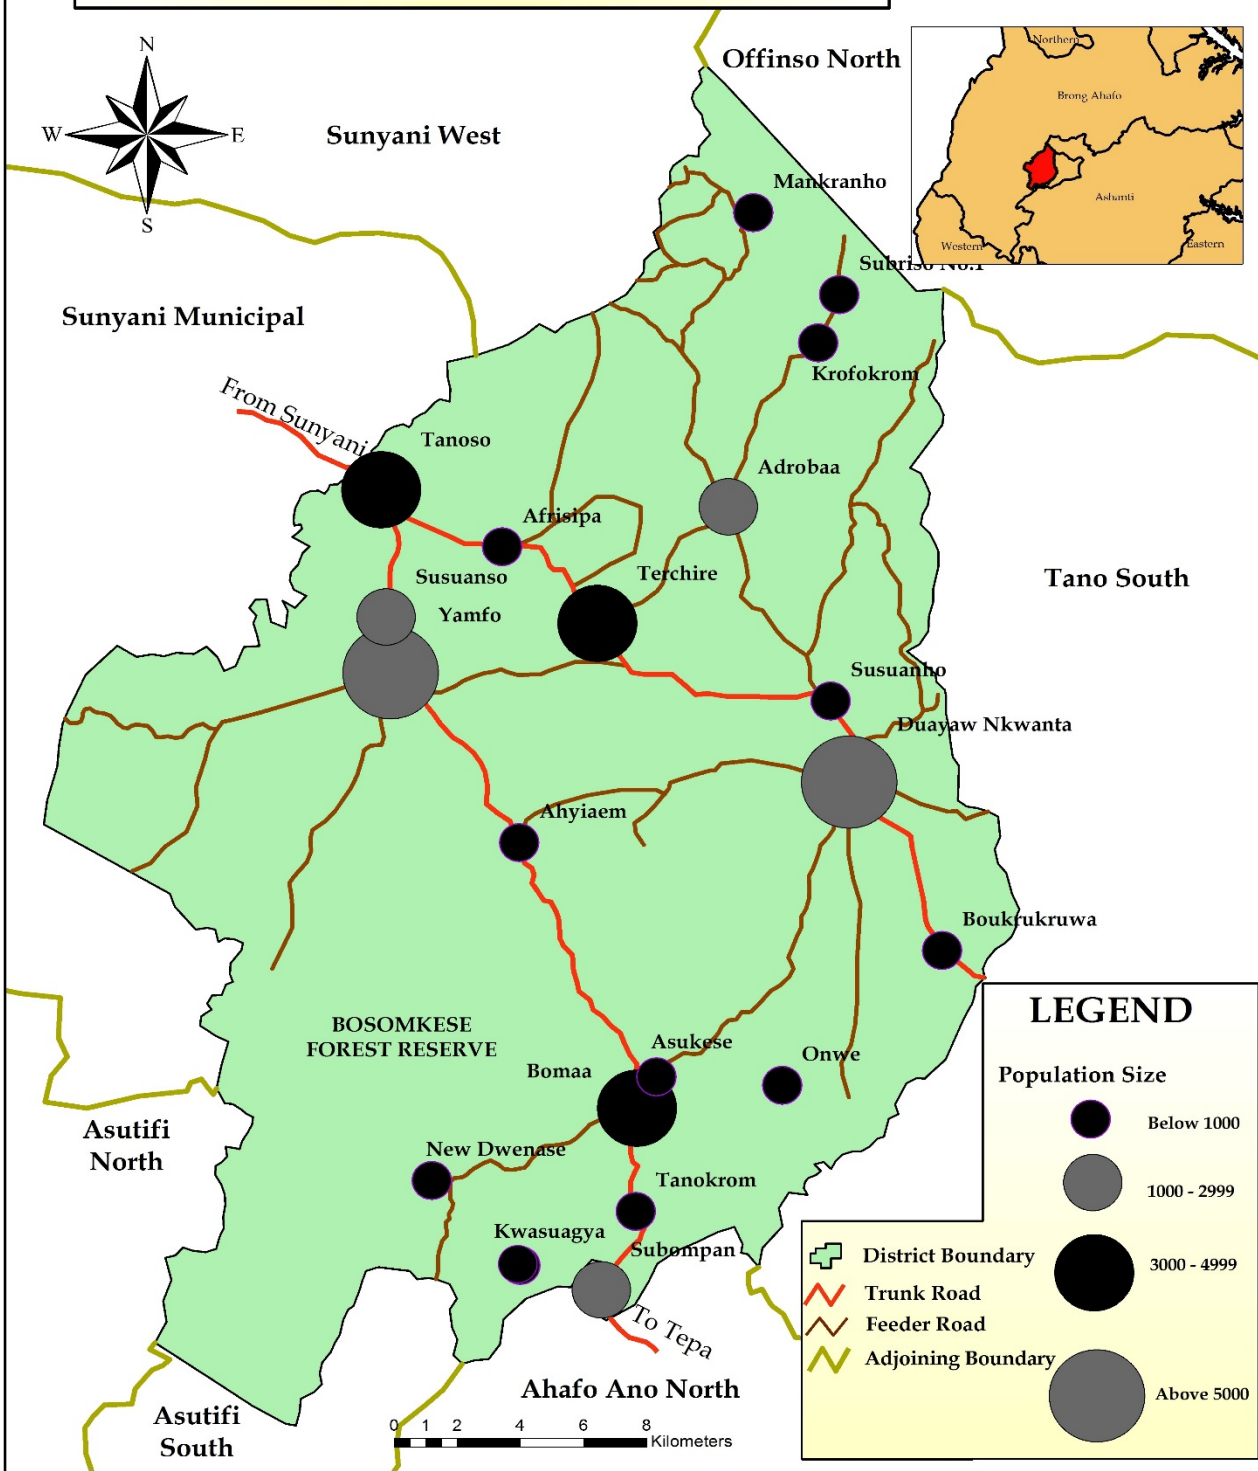 N
W
E
S
Offinso North
Sunyani West
Sunyani Municipal
Northern
Brong Ahafo
Ashanti
Western
Eastern
Mankranho
Subriso No.1
Krofokrom
From Sunyani
Tanoso
Adrobaa
Afrisipa
Susuanso
Terchire
Yamfo
Tano South
Susuanho
Duayaw Nkwanta
Ahyiaem
Boukrukruwa
BOSOMKESE
FOREST RESERVE
Asukese
Bomaa
Onwe
New Dwenase
Tanokrom
Kwasuagya
Subompan
To Tepa
Asutifi
North
Asutifi
South
Ahafo Ano North
0 1 2 4 6 8
Kilometers
LEGEND
Population Size
Below 1000
1000 - 2999
3000 - 4999
Above 5000
District Boundary
Trunk Road
Feeder Road
Adjoining Boundary